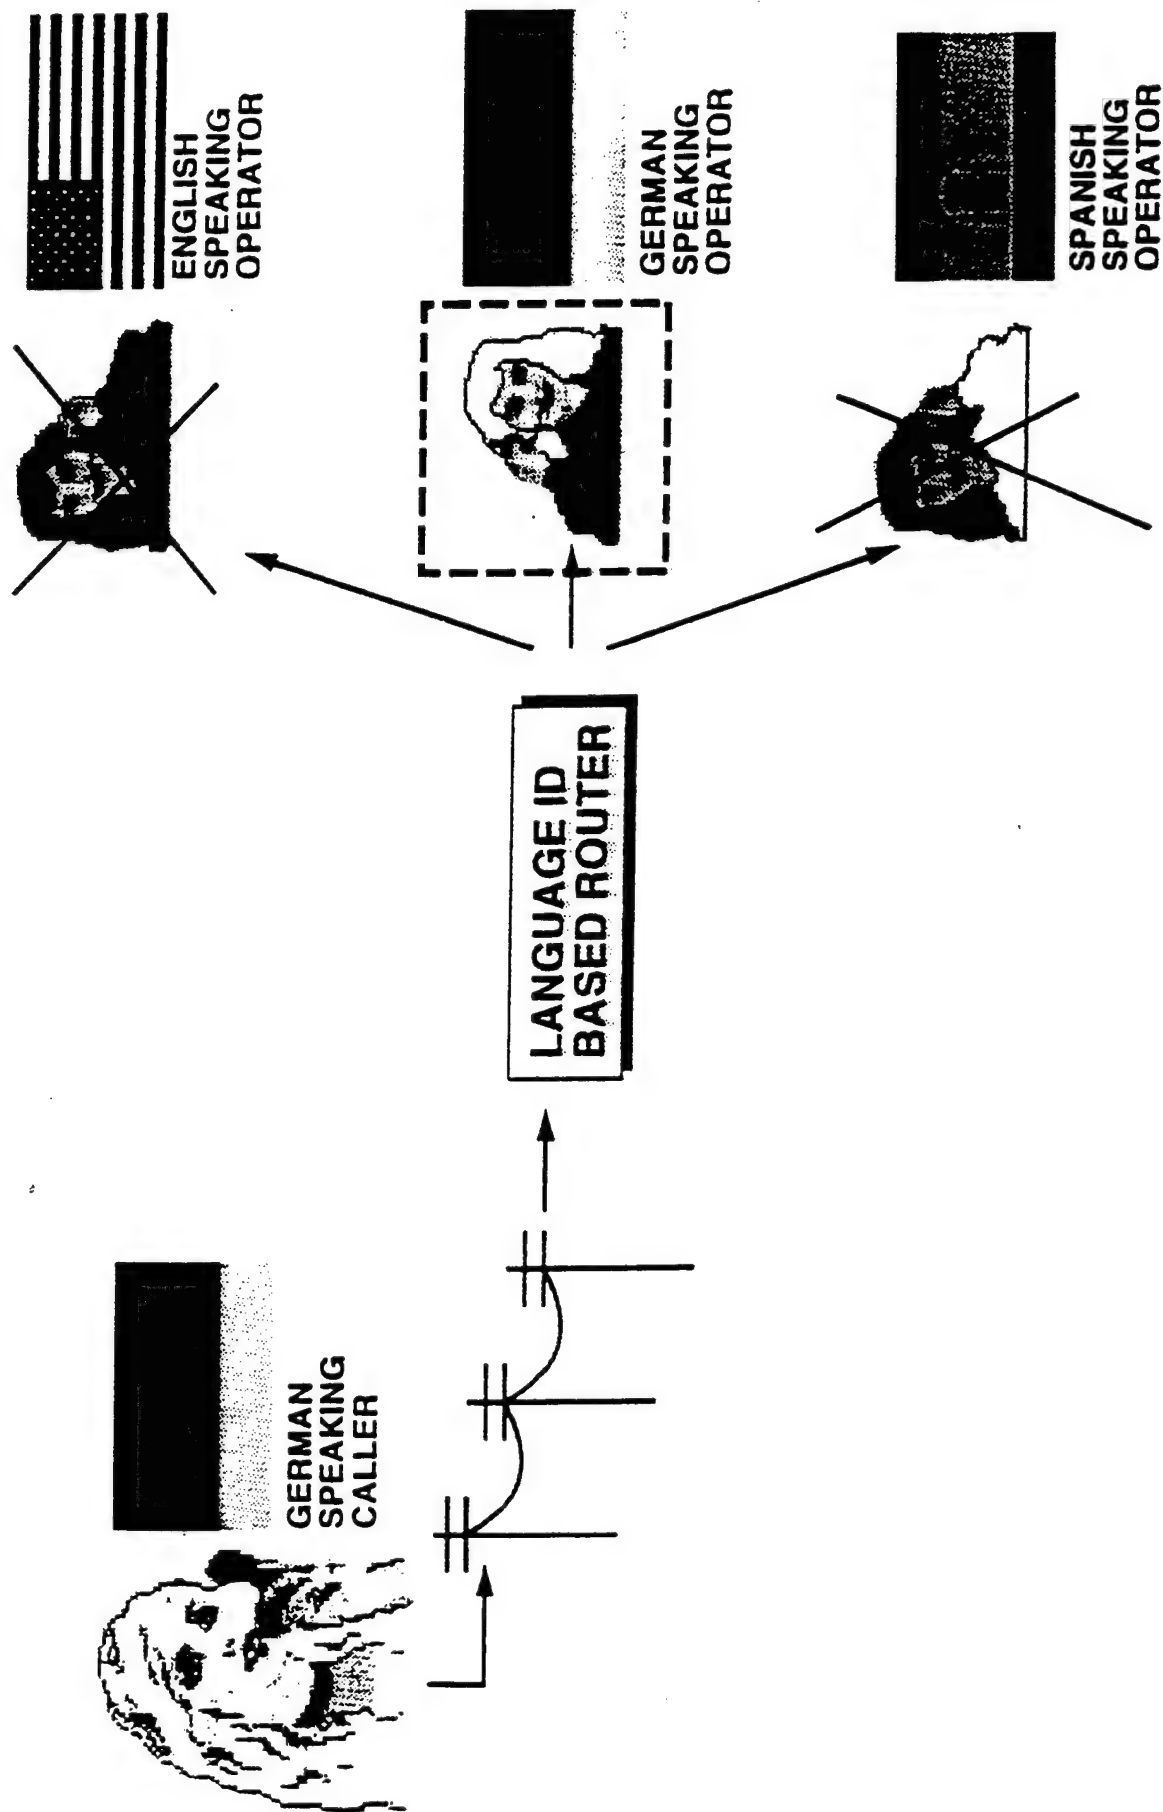 GERMAN
SPEAKING
CALLER
LANGUAGE ID
BASED ROUTER
ENGLISH
SPEAKING
OPERATOR
GERMAN
SPEAKING
OPERATOR
SPANISH
SPEAKING
OPERATOR